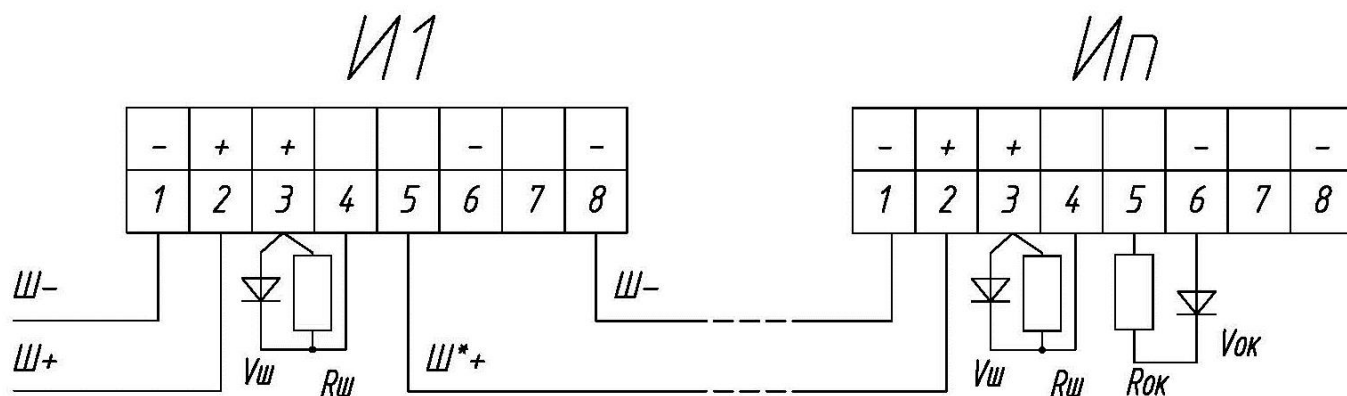 И1 Ип
- + + - - - + + - -
1 2 3 4 5 6 7 8 1 2 3 4 5 6 7 8
Ш- Ш-
Ш+ Vш Rш Ш*+ Vш Rш Rок Vок